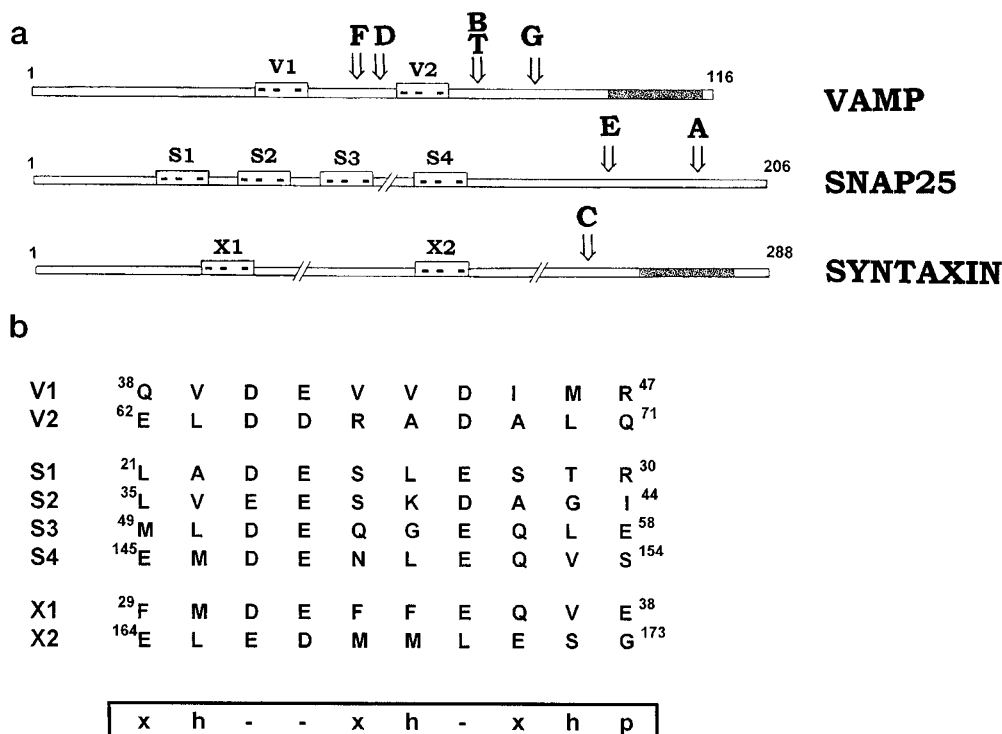 a
F D B T G
1 V1 V2 116
VAMP
E A
1 S1 S2 S3 S4 206
SNAP25
C
1 X1 X2 288
SYNTAXIN
b
V1 38Q V D E V V D I M R47
V2 62E L D D R A D A L Q71
S1 21L A D E S L E S T R30
S2 35L V E E S K D A G I44
S3 49M L D E Q G E Q L E58
S4 145E M D E N L E Q V S154
X1 29F M D E F F E Q V E38
X2 164E L E D M M L E S G173
x h - - x h - x h p